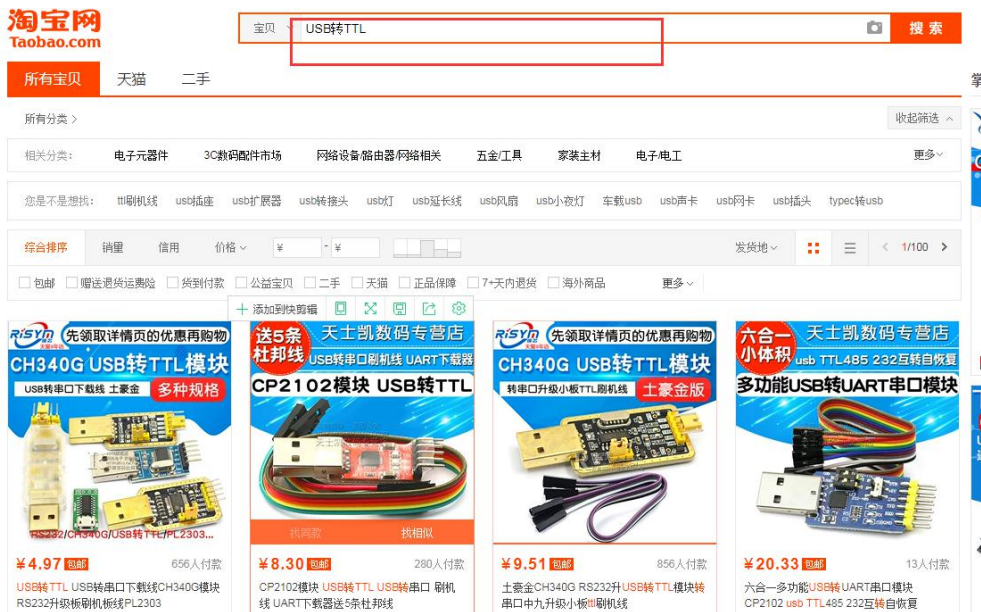 淘宝网
Taobao.com
宝贝
USB转TTL
搜索
所有宝贝
天猫
二手
所有分类 >
收起筛选
相关分类：
电子元器件
3C数码配件市场
网络设备/路由器/网络相关
五金/工具
家装主材
电子/电工
更多
您是不是想找：
ttl刷机线
usb插座
usb扩展器
usb转接头
usb灯
usb延长线
usb风扇
usb小夜灯
车载usb
usb声卡
usb网卡
usb插头
typec转usb
综合排序
销量
信用
价格
¥
-
¥
发货地
< 1/100 >
包邮
赠送退货运费险
货到付款
公益宝贝
二手
天猫
正品保障
7+天内退货
海外商品
更多
+ 添加到快剪辑
RISYM
先领取详情页的优惠再购物
CH340G USB转TTL模块
USB转串口下载线 土豪金
多种规格
RS232/CH340G/USB转TTL/PL2303...
¥4.97 包邮
656人付款
USB转TTL USB转串口下载线CH340G模块
RS232升级板刷机板线PL2303
送5条
杜邦线
天士凯数码专营店
USB转串口刷机线 UART下载器
CP2102模块 USB转TTL
找同款
找相似
¥8.30 包邮
280人付款
CP2102模块 USB转TTL USB转串口 刷机
线 UART下载器送5条杜邦线
RISYM
先领取详情页的优惠再购物
CH340G USB转TTL模块
转串口升级小板TTL刷机线
土豪金版
¥9.51 包邮
856人付款
土豪金CH340G RS232升USB转TTL模块转
串口中九升级小板ttl刷机线
六合一
小体积
天士凯数码专营店
usb TTL485 232互转自恢复
多功能USB转UART串口模块
¥20.33 包邮
13人付款
六合一多功能USB转UART串口模块
CP2102 usb TTL485 232互转自恢复